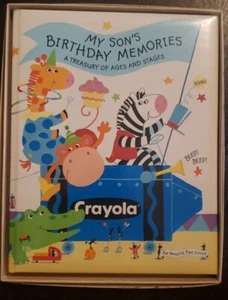 MY SON'S
BIRTHDAY MEMORIES
A TREASURY OF AGES AND STAGES
BEEP!
BEEP!
Crayola